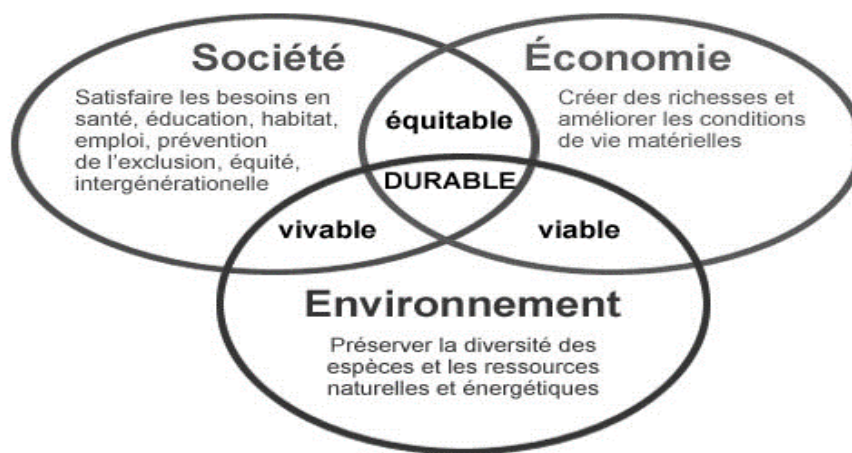 Société
Satisfaire les besoins en
santé, éducation, habitat,
emploi, prévention
de l'exclusion, équité,
intergénérationelle
Économie
Créer des richesses et
améliorer les conditions
de vie matérielles
équitable
DURABLE
vivable
viable
Environnement
Préserver la diversité des
espèces et les ressources
naturelles et énergétiques